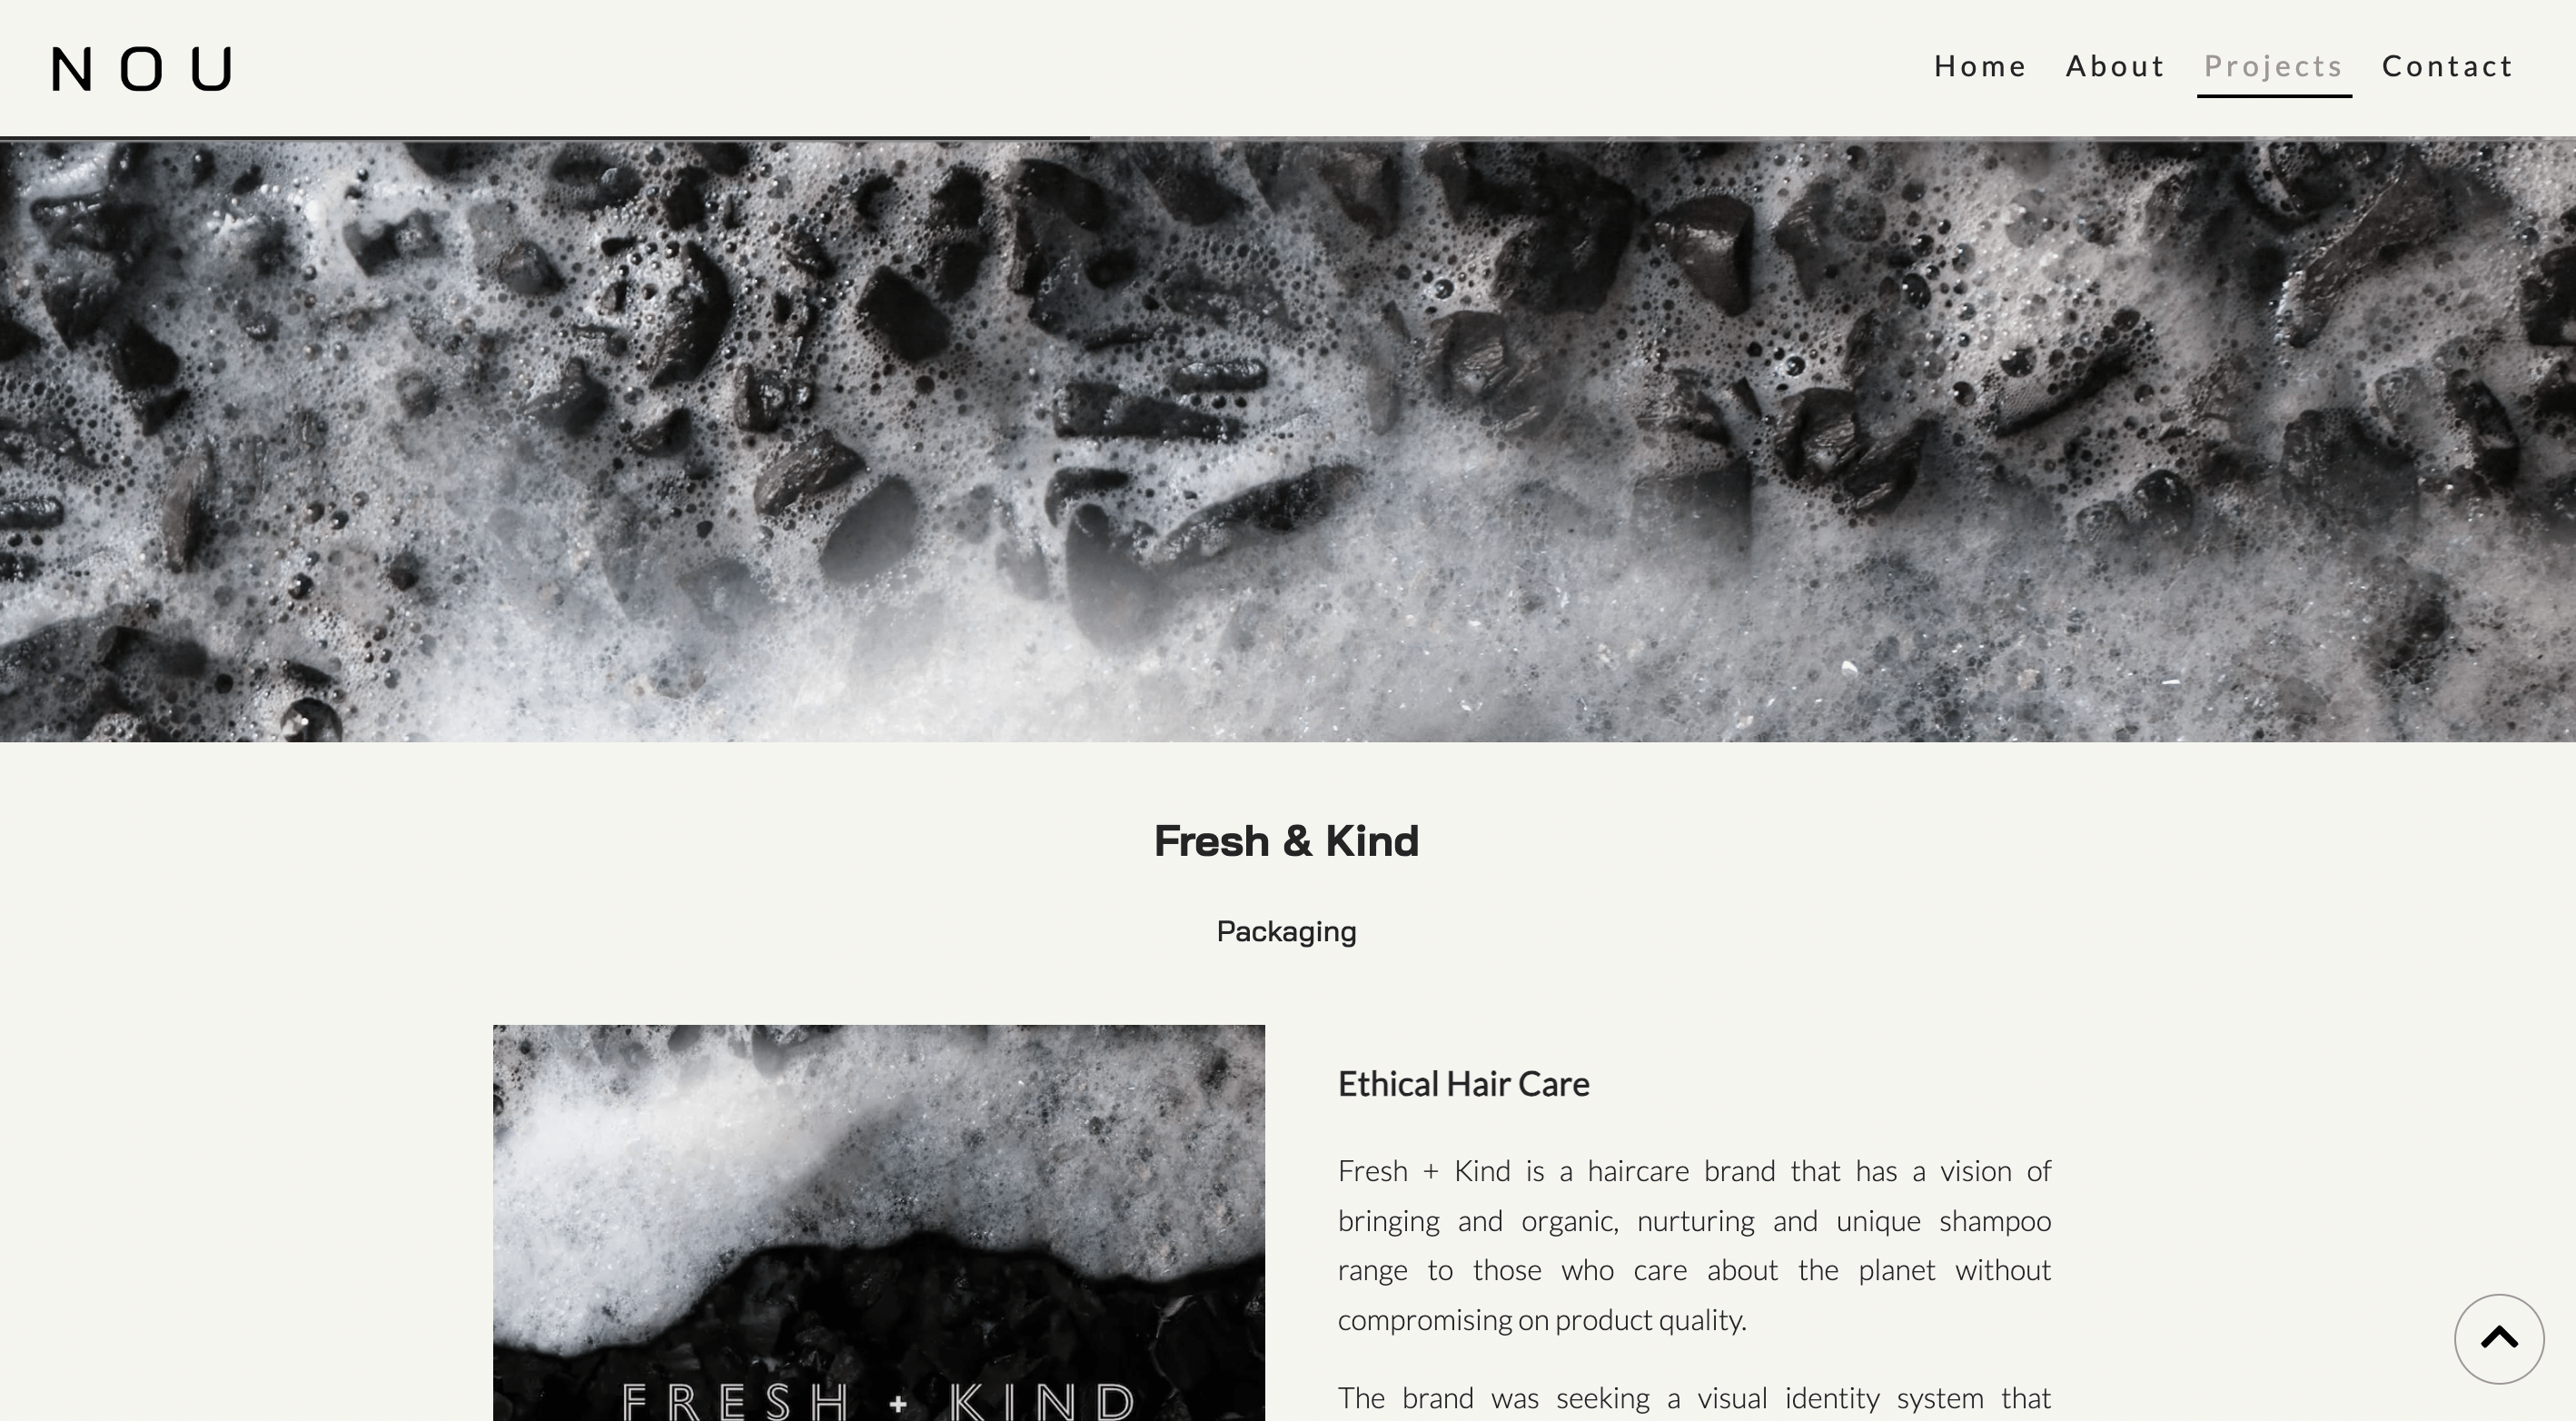 NOU
Home About Projects Contact
Fresh & Kind
Packaging
Ethical Hair Care
Fresh + Kind is a haircare brand that has a vision of
bringing and organic, nurturing and unique shampoo
range to those who care about the planet without
compromising on product quality.
The brand was seeking a visual identity system that
FRESH + KIND